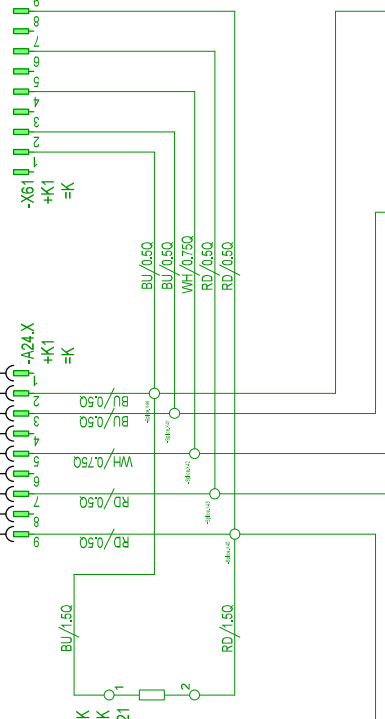 9
8
7
6
5
4
3
2
1
-X61
+K1
=K
BU/0.5Q
BU/0.5Q
WH/0.75Q
RD/0.5Q
RD/0.5Q
-A24.X
+K1
=K
1
2
3
4
5
6
7
8
9
BU/0.5Q
BU/0.5Q
WH/0.75Q
RD/0.5Q
RD/0.5Q
BU/1.5Q
RD/1.5Q
1
2
K
K
21